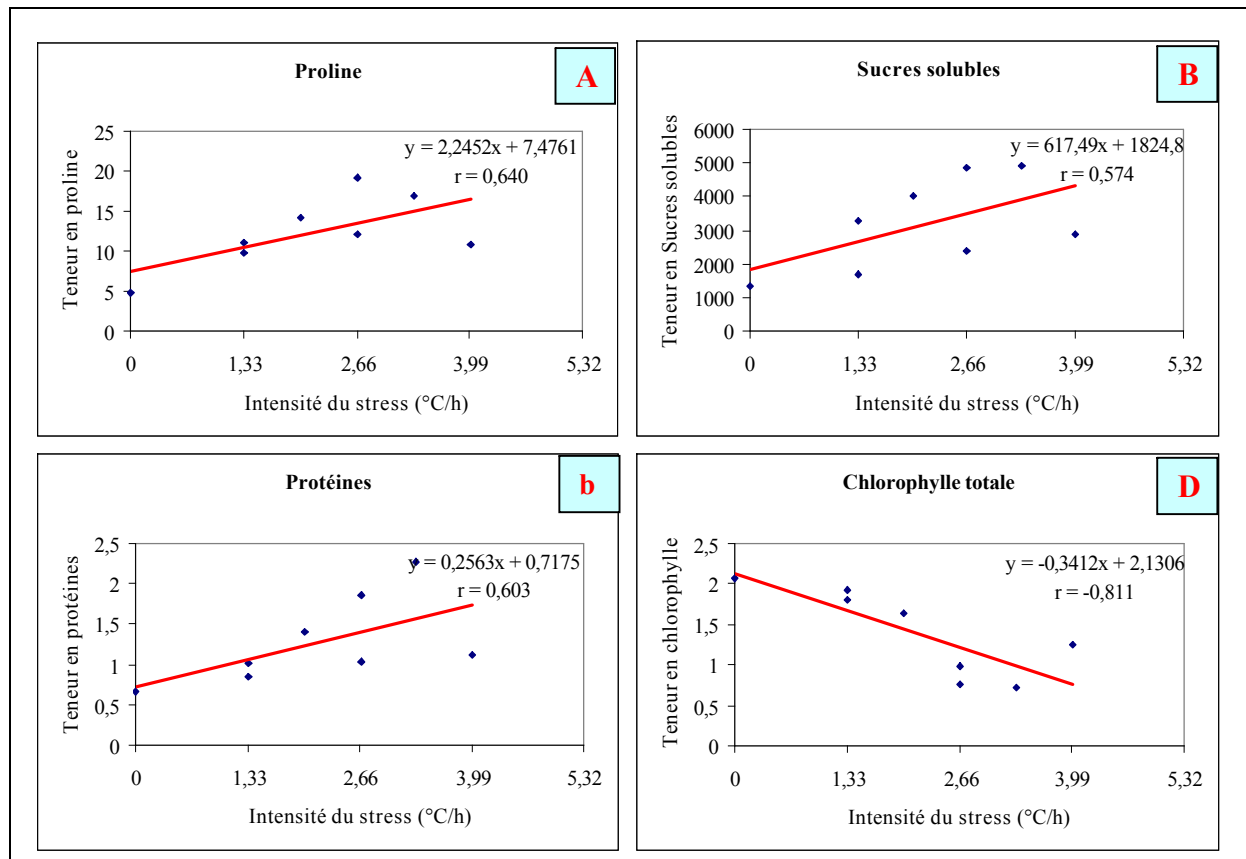 Proline
A
25
20
15
10
5
0
y = 2,2452x + 7,4761
r = 0,640
Teneur en proline
0 1,33 2,66 3,99 5,32
Intensité du stress (°C/h)
Sucres solubles
B
6000
5000
4000
3000
2000
1000
0
y = 617,49x + 1824,8
r = 0,574
Teneur en Sucres solubles
0 1,33 2,66 3,99 5,32
Intensité du stress (°C/h)
Protéines
b
2,5
2
1,5
1
0,5
0
y = 0,2563x + 0,7175
r = 0,603
Teneur en protéines
0 1,33 2,66 3,99 5,32
Intensité du stress (°C/h)
Chlorophylle totale
D
2,5
2
1,5
1
0,5
0
y = -0,3412x + 2,1306
r = -0,811
Teneur en chlorophylle
0 1,33 2,66 3,99 5,32
Intensité du stress (°C/h)